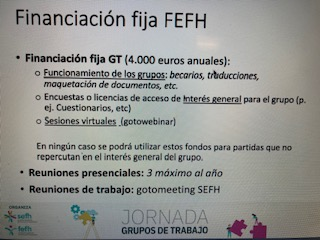 Financiación fija FEFH
• Financiación fija GT (4.000 euros anuales):
o Funcionamiento de los grupos: becarios, traducciones,
maquetación de documentos, etc.
o Encuestas o licencias de acceso de Interés general para el grupo (p.
ej. Cuestionarios, etc)
o Sesiones virtuales (gotowebinar)
En ningún caso se podrá utilizar estos fondos para partidas que no
repercutan en el interés general del grupo.
• Reuniones presenciales: 3 máximo al año
• Reuniones de trabajo: gotomeeting SEFH
ORGANIZA
sefh
fefh
JORNADA
GRUPOS DE TRABAJO